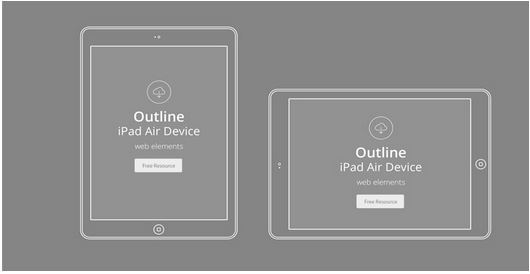 Outline
iPad Air Device
web elements
Free Resource
Outline
iPad Air Device
web elements
Free Resource